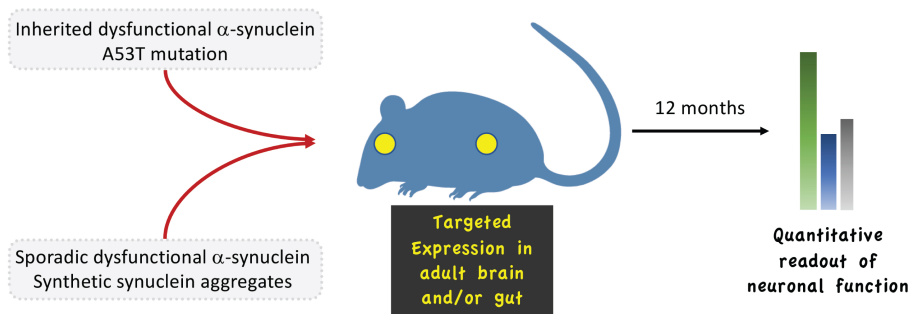 Inherited dysfunctional α-synuclein
A53T mutation
12 months
Targeted
Expression in
adult brain
and/or gut
Sporadic dysfunctional α-synuclein
Synthetic synuclein aggregates
Quantitative
readout of
neuronal function